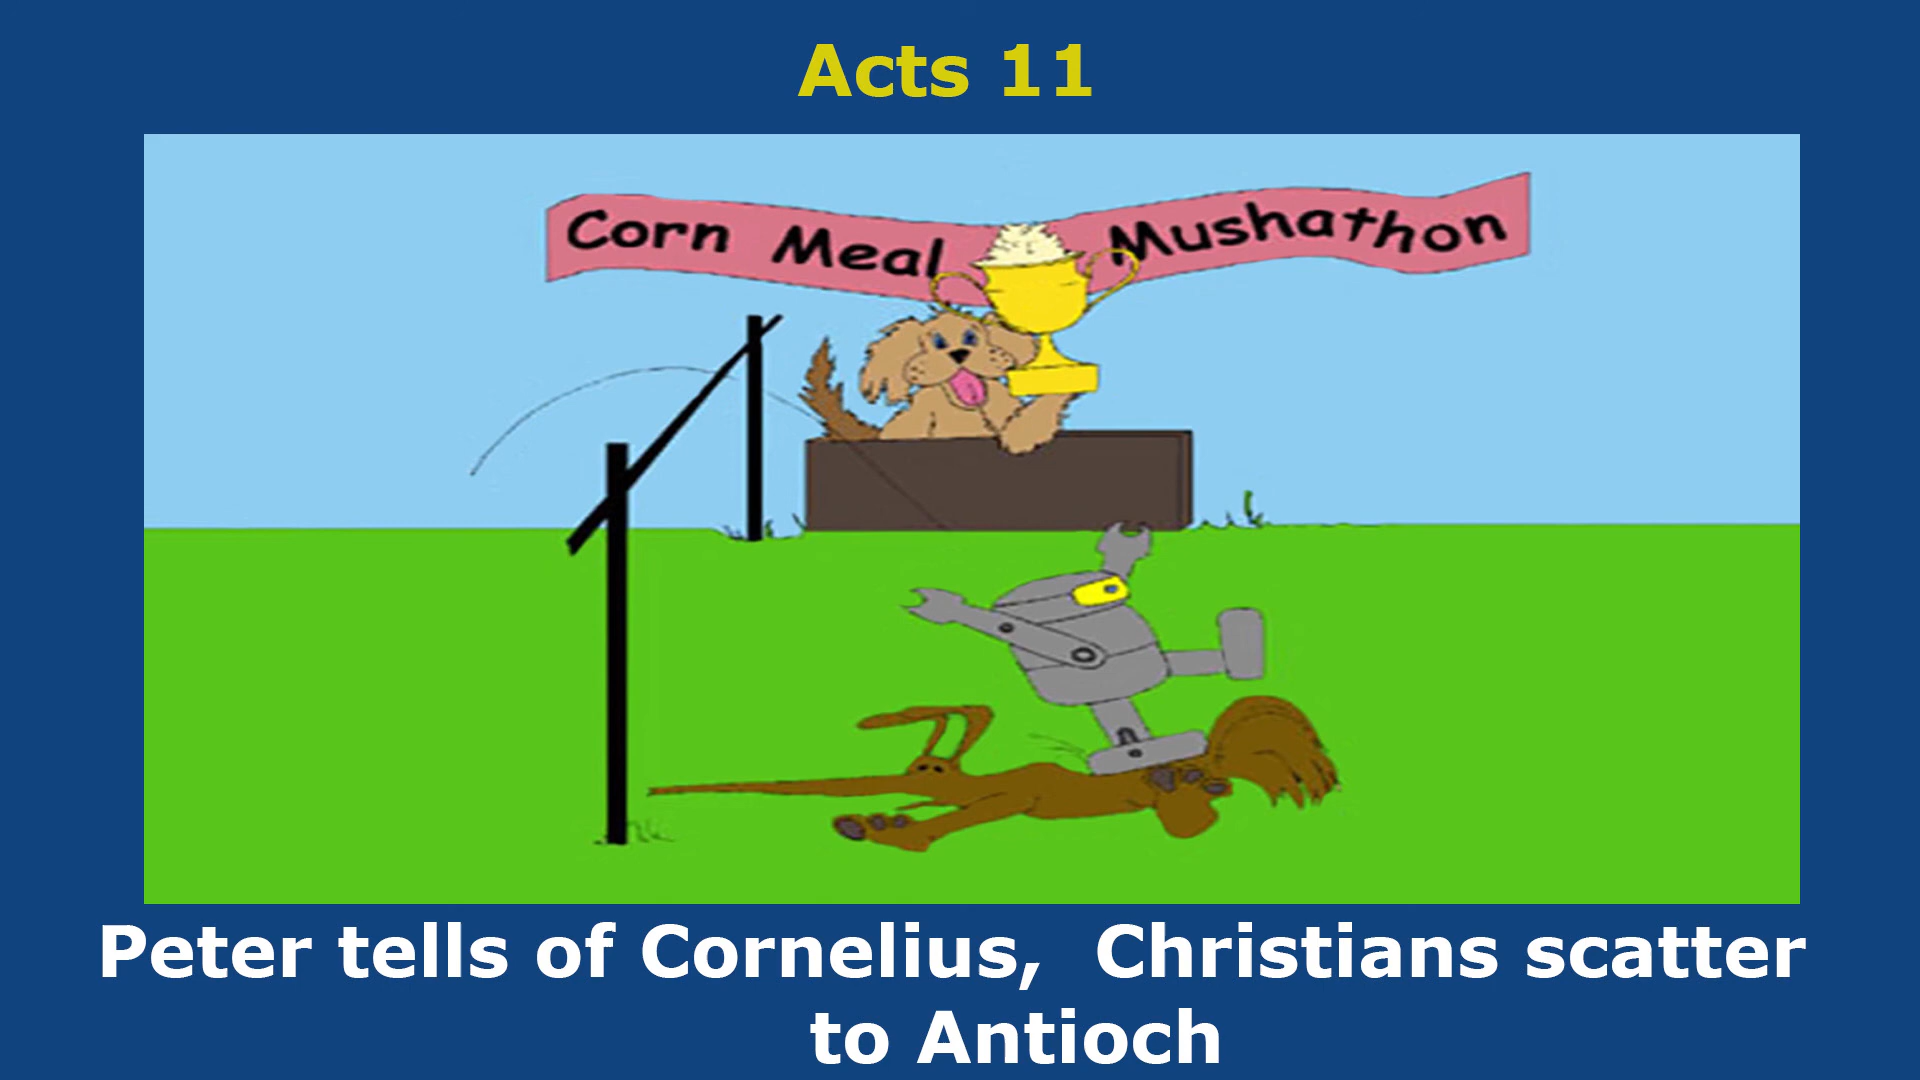 Acts 11
Corn Meal Mushathon
Peter tells of Cornelius, Christians scatter
to Antioch